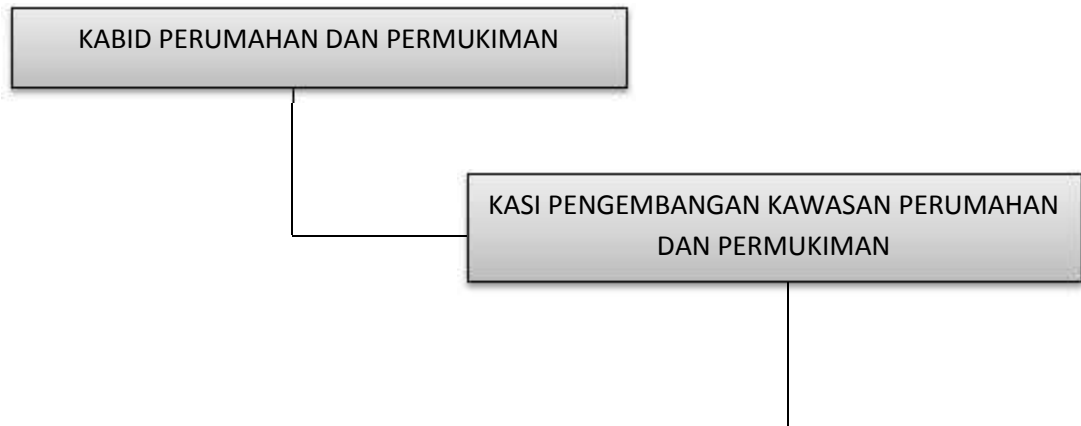 KABID PERUMAHAN DAN PERMUKIMAN
KASI PENGEMBANGAN KAWASAN PERUMAHAN
DAN PERMUKIMAN